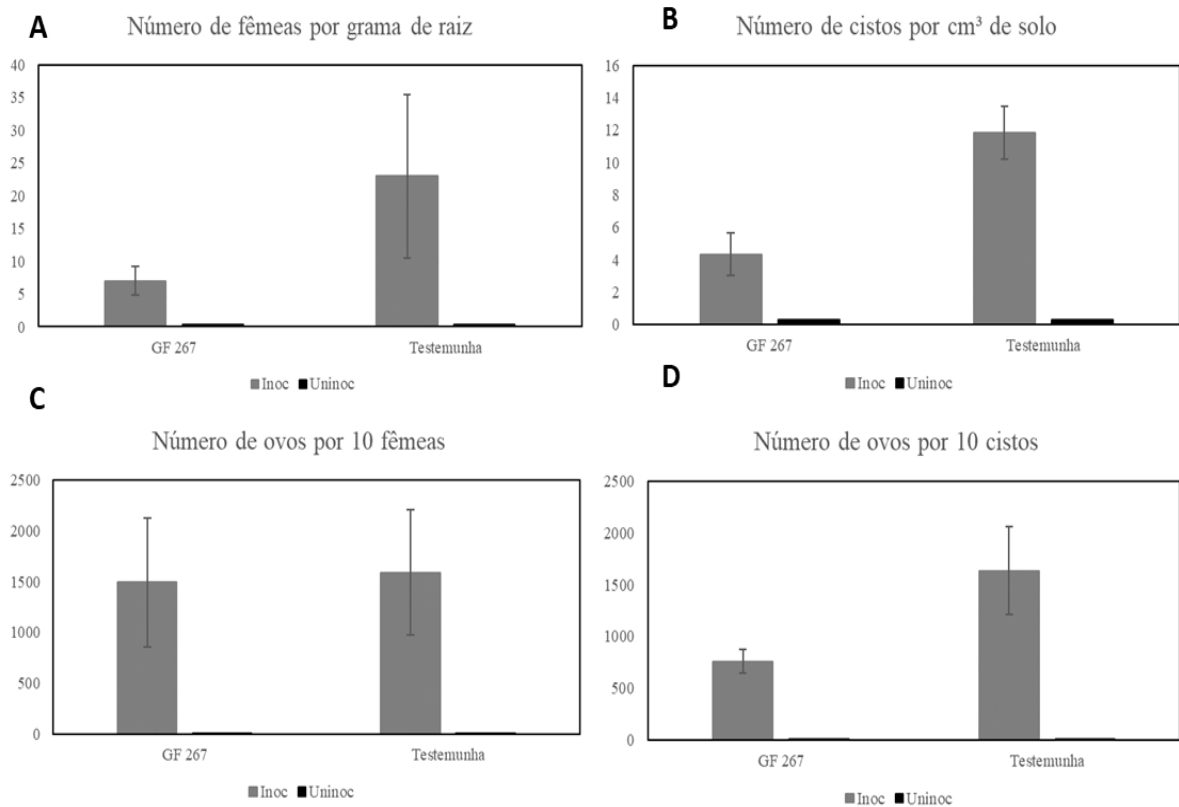 A
Número de fêmeas por grama de raiz
40
35
30
25
20
15
10
5
0
GF 267
Testemunha
Inoc
Uninoc
B
Número de cistos por cm³ de solo
16
14
12
10
8
6
4
2
0
GF 267
Testemunha
Inoc
Uninoc
C
Número de ovos por 10 fêmeas
2500
2000
1500
1000
500
0
GF 267
Testemunha
Inoc
Uninoc
D
Número de ovos por 10 cistos
2500
2000
1500
1000
500
0
GF 267
Testemunha
Inoc
Uninoc